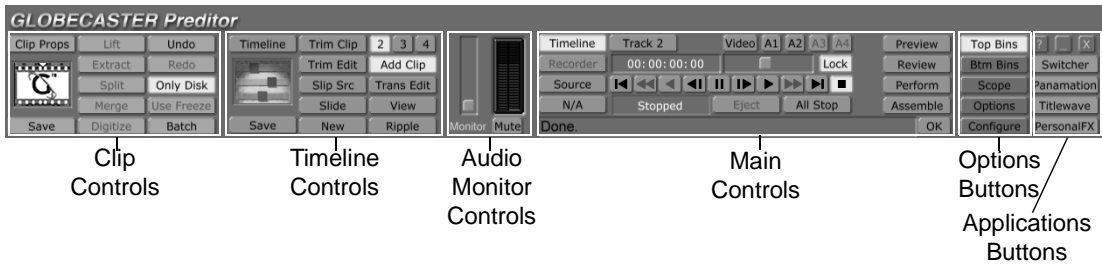 GLOBECASTER Preditor
Clip Props Lift Undo Timeline Trim Clip 2 3 4 Timeline Track 2 Video A1 A2 A3 A4 Preview Top Bins ? _ X
Extract Redo Trim Edit Add Clip Recorder 00:00:00:00 Lock Review Btm Bins Switcher
Split Only Disk Slip Src Trans Edit Source Perform Scope Panamation
Merge Use Freeze Slide View N/A Stopped Eject All Stop Assemble Options Titlewave
Save Digitize Batch Save New Ripple Monitor Mute Done. OK Configure PersonalFX
Clip Controls
Timeline Controls
Audio Monitor Controls
Main Controls
Options Buttons
Applications Buttons